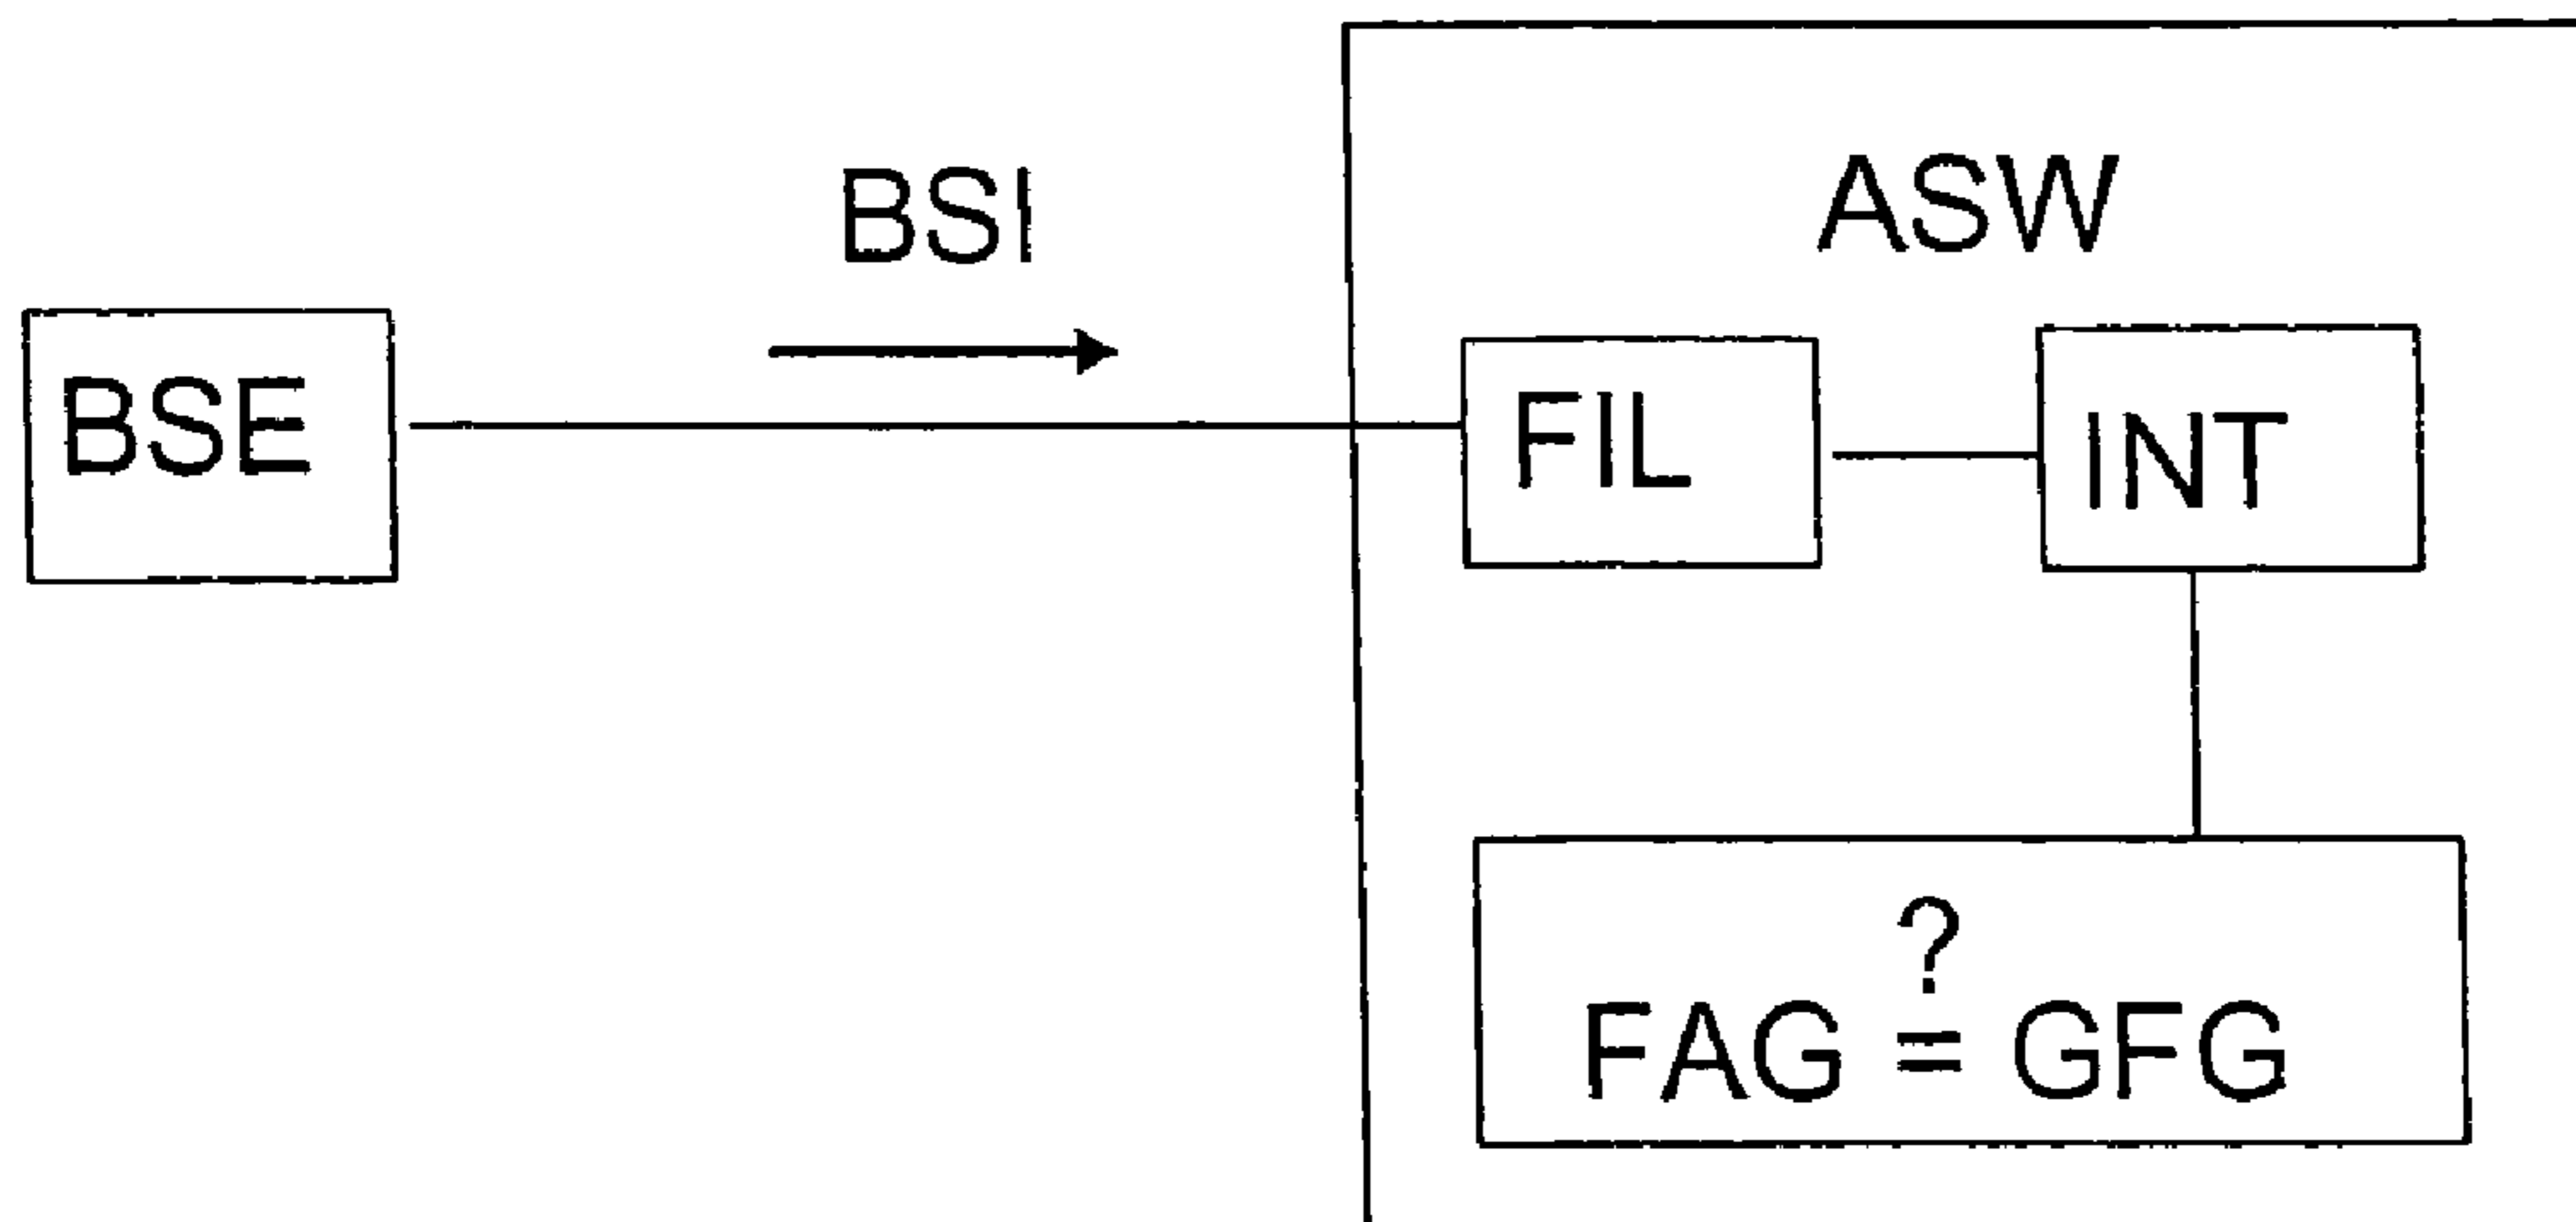 BSI
ASW
BSE
FIL
INT
?
FAG = GFG